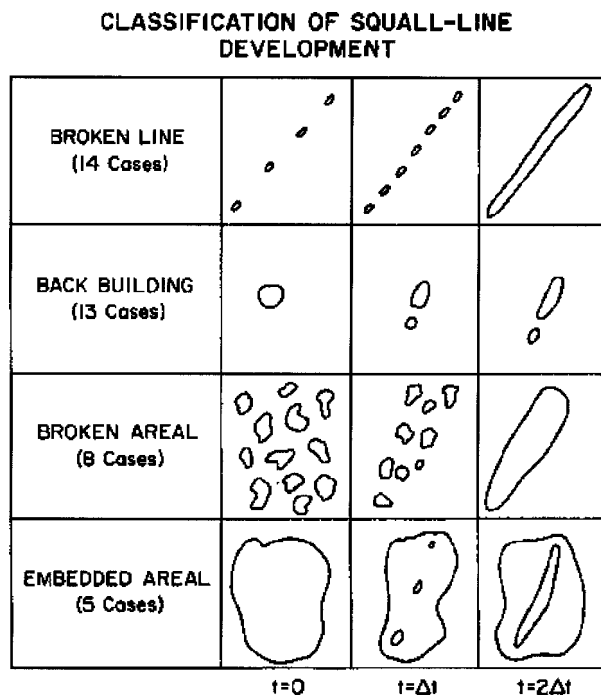 CLASSIFICATION OF SQUALL-LINE
DEVELOPMENT
BROKEN LINE
(14 Cases)
BACK BUILDING
(13 Cases)
BROKEN AREAL
(8 Cases)
EMBEDDED AREAL
(5 Cases)
t=0
t=Δt
t=2Δt